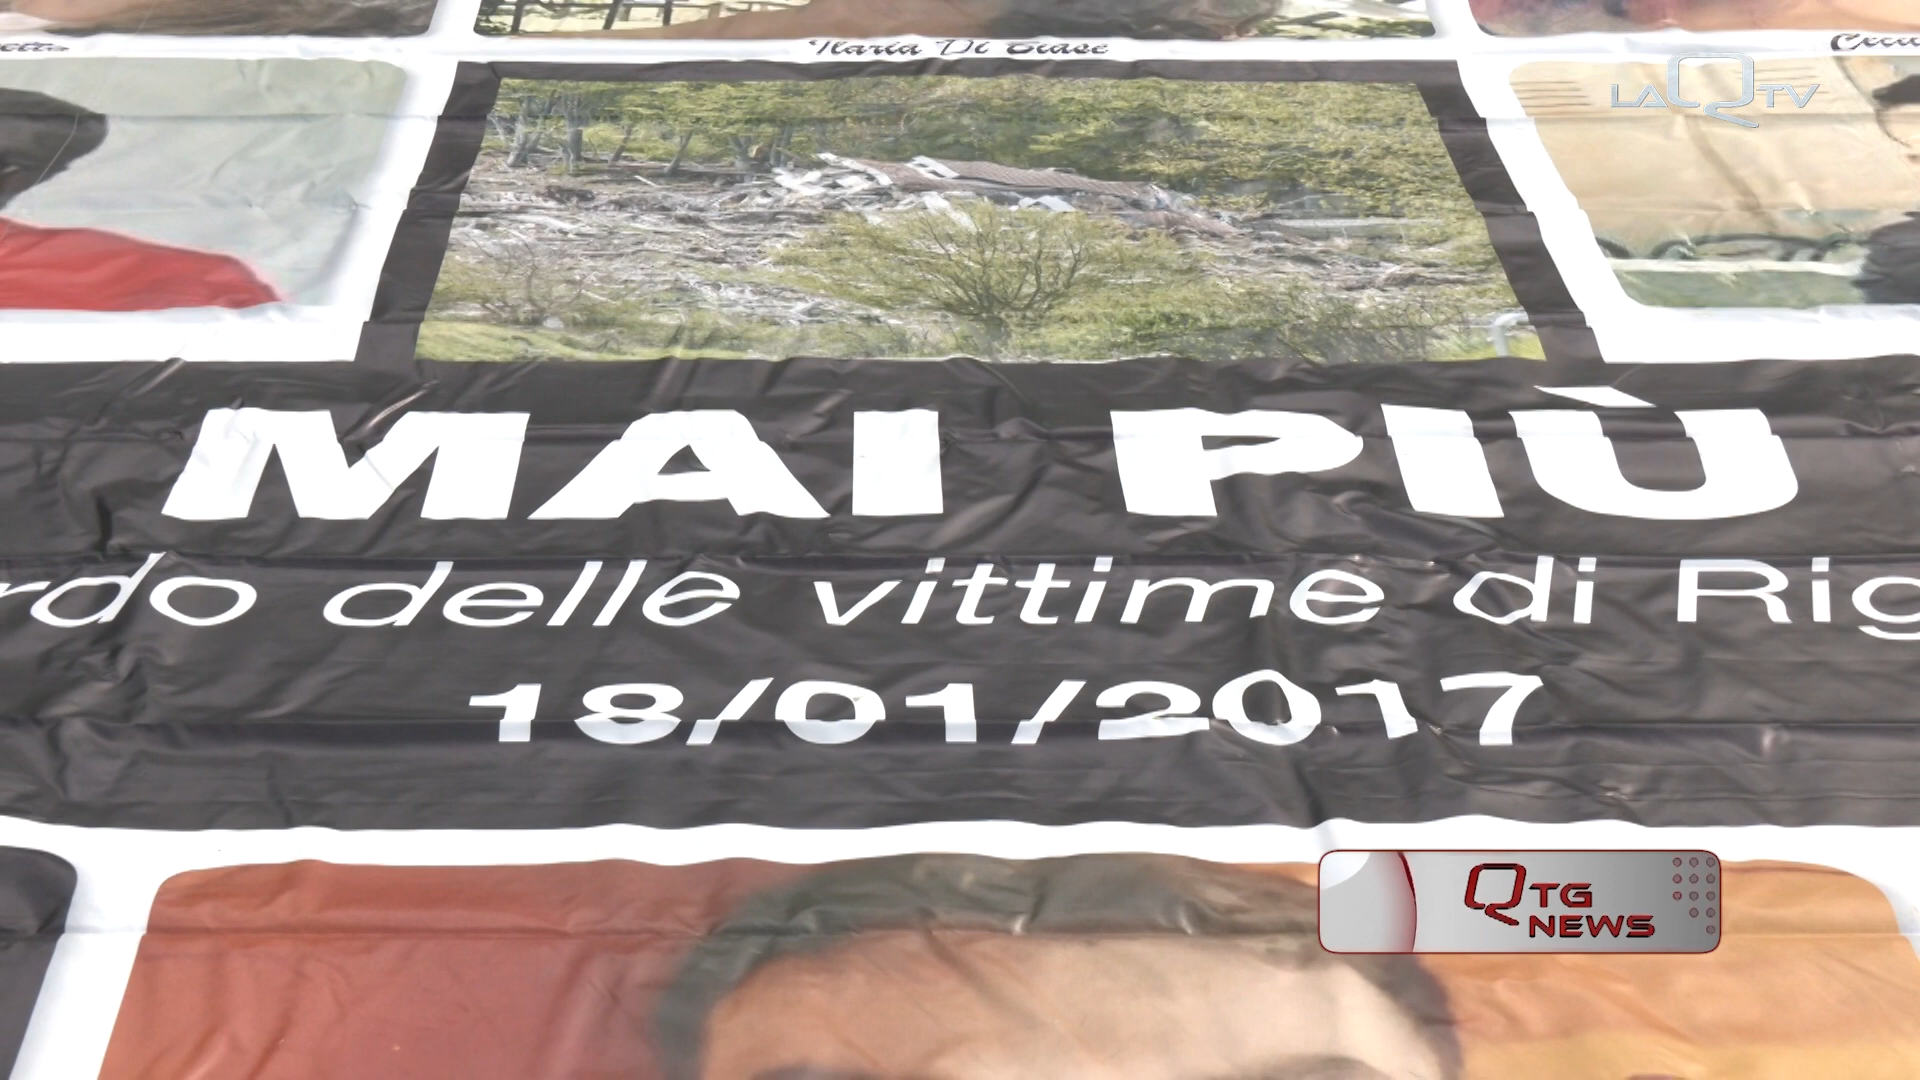 Ilaria Di Biase
LAQTV
MAI PIÙ
rdo delle vittime di Rig
18/01/2017
QTG
NEWS